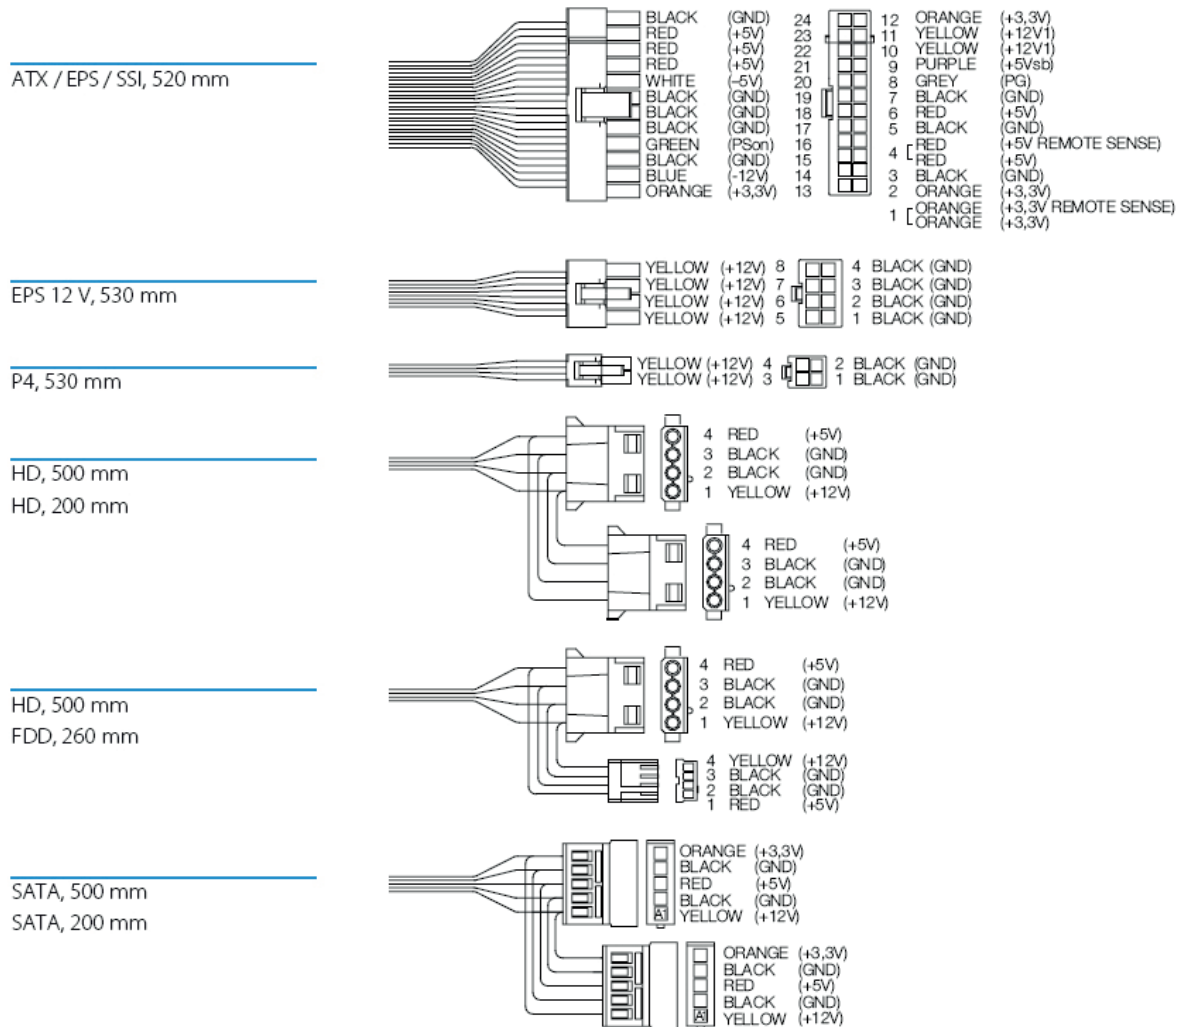 ATX / EPS / SSI, 520 mm
BLACK (GND) 24 12 ORANGE (+3,3V)
RED (+5V) 23 11 YELLOW (+12V1)
RED (+5V) 22 10 YELLOW (+12V1)
RED (+5V) 21 9 PURPLE (+5Vsb)
WHITE (–5V) 20 8 GREY (PG)
BLACK (GND) 19 7 BLACK (GND)
BLACK (GND) 18 6 RED (+5V)
BLACK (GND) 17 5 BLACK (GND)
GREEN (PSon) 16 4 RED (+5V REMOTE SENSE)
BLACK (GND) 15 RED (+5V)
BLUE (-12V) 14 3 BLACK (GND)
ORANGE (+3,3V) 13 2 ORANGE (+3,3V)
1 ORANGE (+3,3V REMOTE SENSE)
ORANGE (+3,3V)
EPS 12 V, 530 mm
YELLOW (+12V) 8 4 BLACK (GND)
YELLOW (+12V) 7 3 BLACK (GND)
YELLOW (+12V) 6 2 BLACK (GND)
YELLOW (+12V) 5 1 BLACK (GND)
P4, 530 mm
YELLOW (+12V) 4 2 BLACK (GND)
YELLOW (+12V) 3 1 BLACK (GND)
HD, 500 mm
HD, 200 mm
4 RED (+5V)
3 BLACK (GND)
2 BLACK (GND)
1 YELLOW (+12V)
4 RED (+5V)
3 BLACK (GND)
2 BLACK (GND)
1 YELLOW (+12V)
HD, 500 mm
FDD, 260 mm
4 RED (+5V)
3 BLACK (GND)
2 BLACK (GND)
1 YELLOW (+12V)
4 YELLOW (+12V)
3 BLACK (GND)
2 BLACK (GND)
1 RED (+5V)
SATA, 500 mm
SATA, 200 mm
ORANGE (+3,3V)
BLACK (GND)
RED (+5V)
BLACK (GND)
A1 YELLOW (+12V)
ORANGE (+3,3V)
BLACK (GND)
RED (+5V)
BLACK (GND)
A1 YELLOW (+12V)